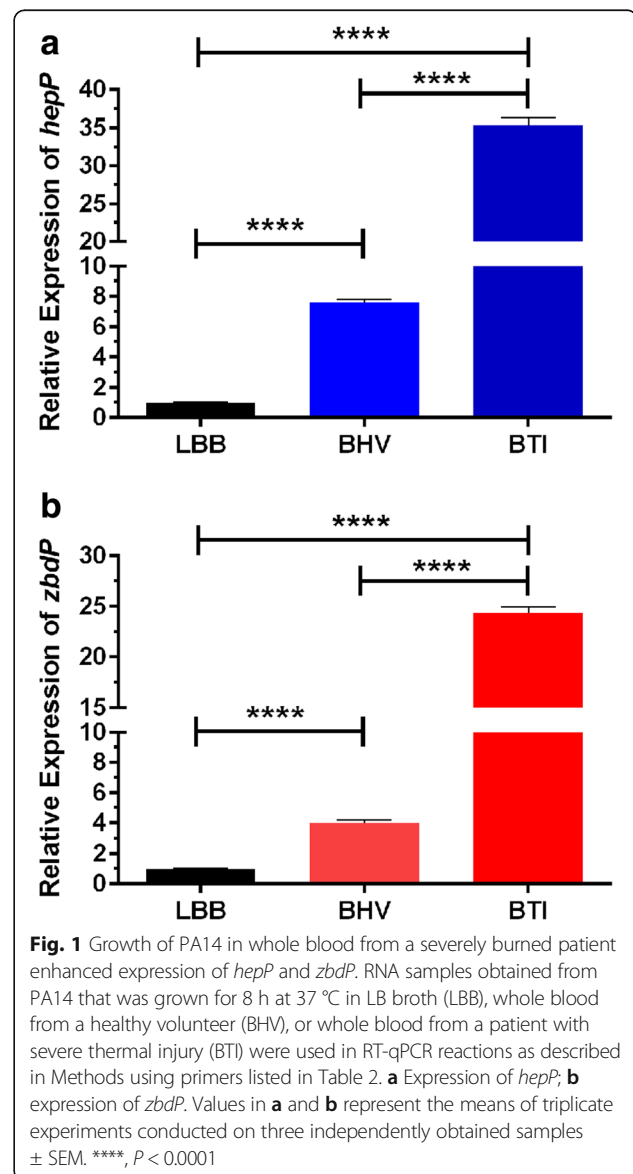 a
****
****
****
Relative Expression of hepP
40
35
30
25
20
10
8
6
4
2
0
LBB BHV BTI
b
****
****
****
Relative Expression of zbdP
30
25
20
15
10
8
6
4
2
0
LBB BHV BTI
Fig. 1 Growth of PA14 in whole blood from a severely burned patient
enhanced expression of hepP and zbdP. RNA samples obtained from
PA14 that was grown for 8 h at 37 °C in LB broth (LBB), whole blood
from a healthy volunteer (BHV), or whole blood from a patient with
severe thermal injury (BTI) were used in RT-qPCR reactions as described
in Methods using primers listed in Table 2. a Expression of hepP; b
expression of zbdP. Values in a and b represent the means of triplicate
experiments conducted on three independently obtained samples
± SEM. ****, P < 0.0001